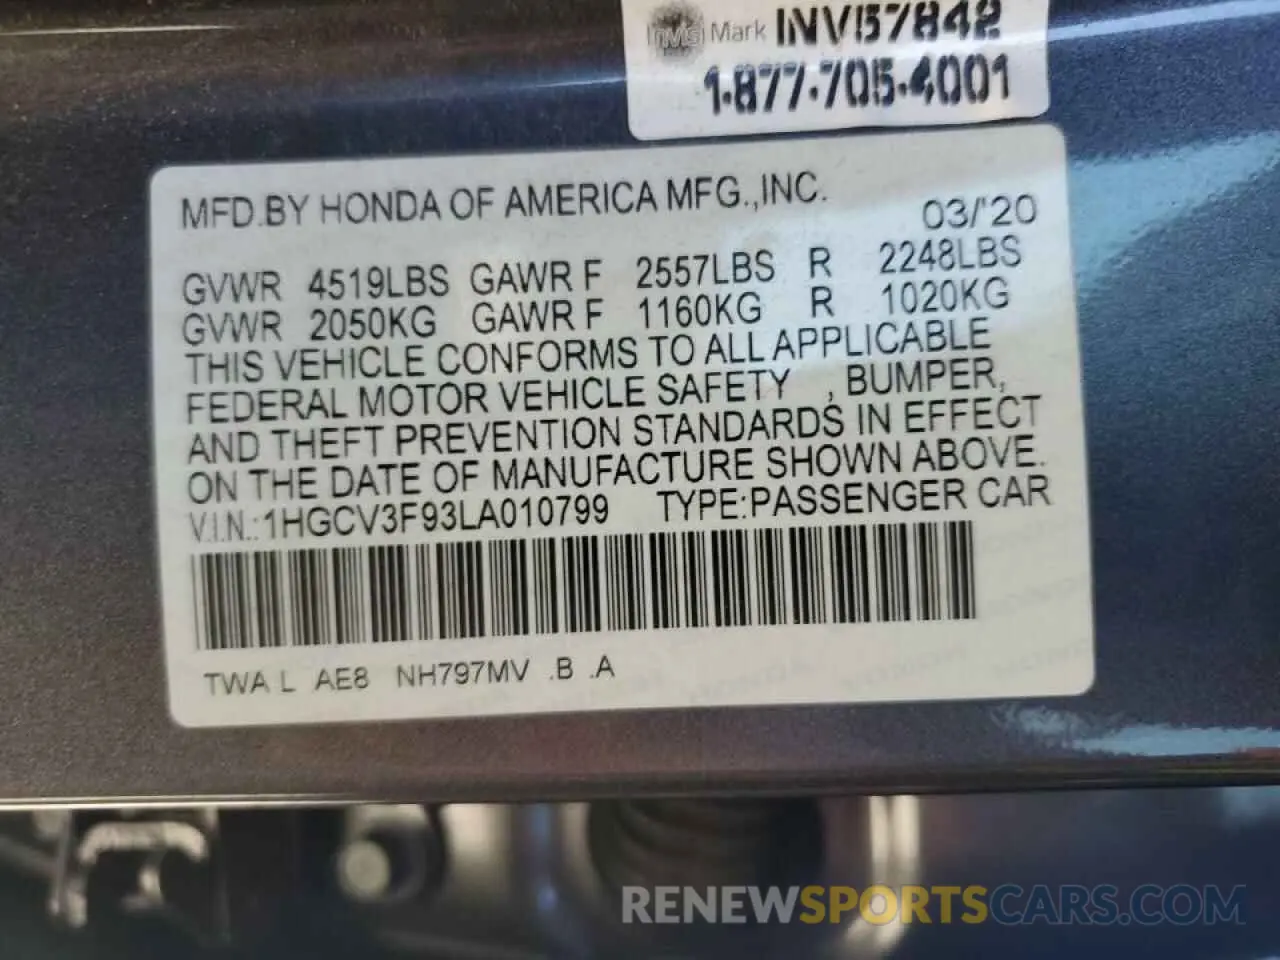 Mark INV57842
1-877-705-4001
MFD.BY HONDA OF AMERICA MFG.,INC.
03/'20
GVWR 4519LBS GAWR F 2557LBS R 2248LBS
GVWR 2050KG GAWR F 1160KG R 1020KG
THIS VEHICLE CONFORMS TO ALL APPLICABLE
FEDERAL MOTOR VEHICLE SAFETY , BUMPER,
AND THEFT PREVENTION STANDARDS IN EFFECT
ON THE DATE OF MANUFACTURE SHOWN ABOVE.
V.I.N.: 1HGCV3F93LA010799 TYPE:PASSENGER CAR
TWA L AE8 NH797MV .B .A
RENEWSPORTSCARS.COM